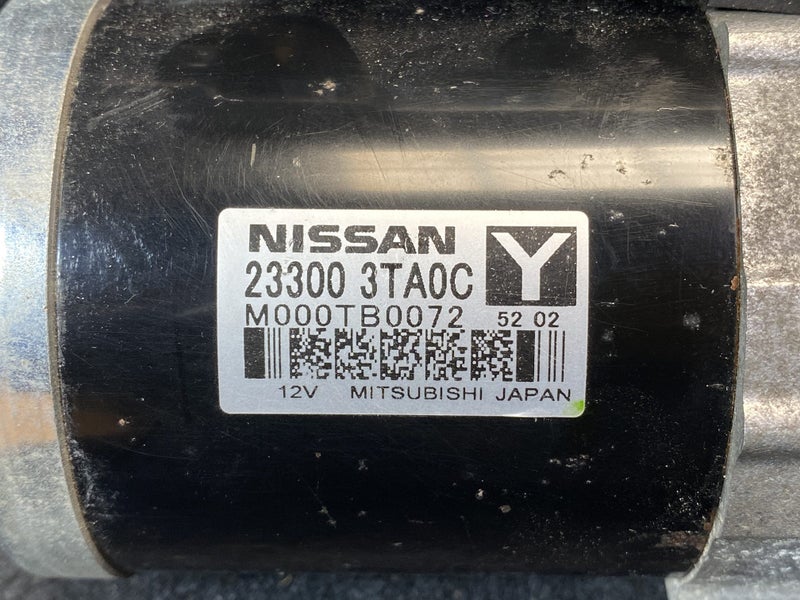 NISSAN
Y
23300 3TA0C
M000TB0072 52 02
12V MITSUBISHI JAPAN